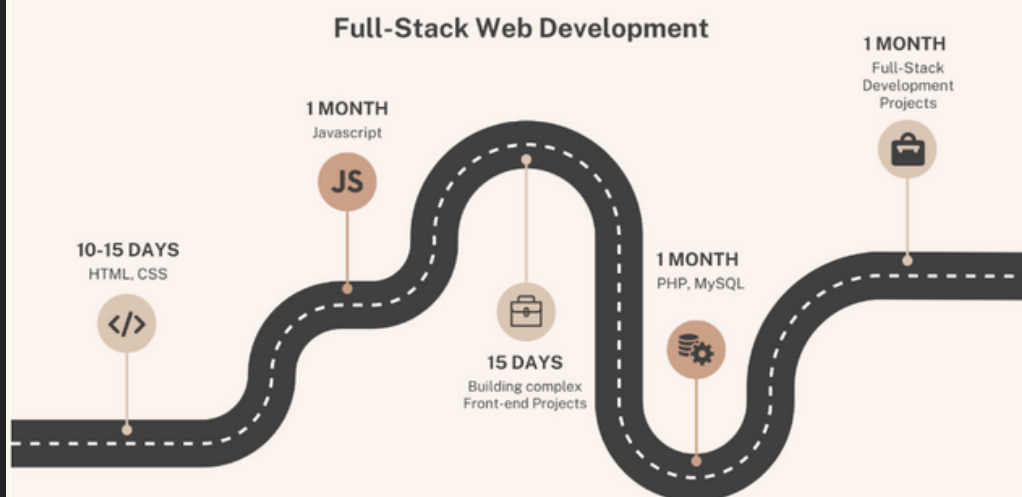 Full-Stack Web Development
10-15 DAYS
HTML, CSS
</>
1 MONTH
Javascript
JS
15 DAYS
Building complex
Front-end Projects
1 MONTH
PHP, MySQL
1 MONTH
Full-Stack
Development
Projects